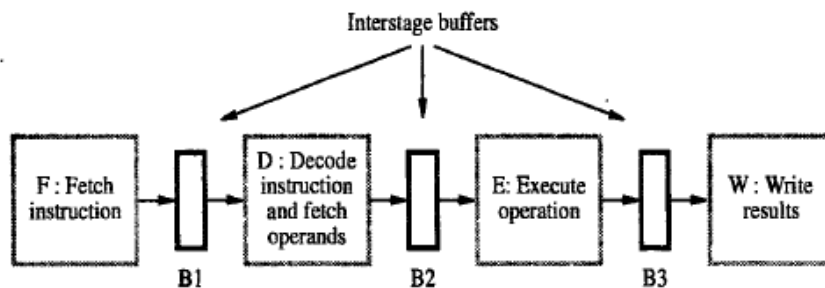 Interstage buffers
F : Fetch
instruction
D : Decode
instruction
and fetch
operands
E: Execute
operation
W : Write
results
B1
B2
B3